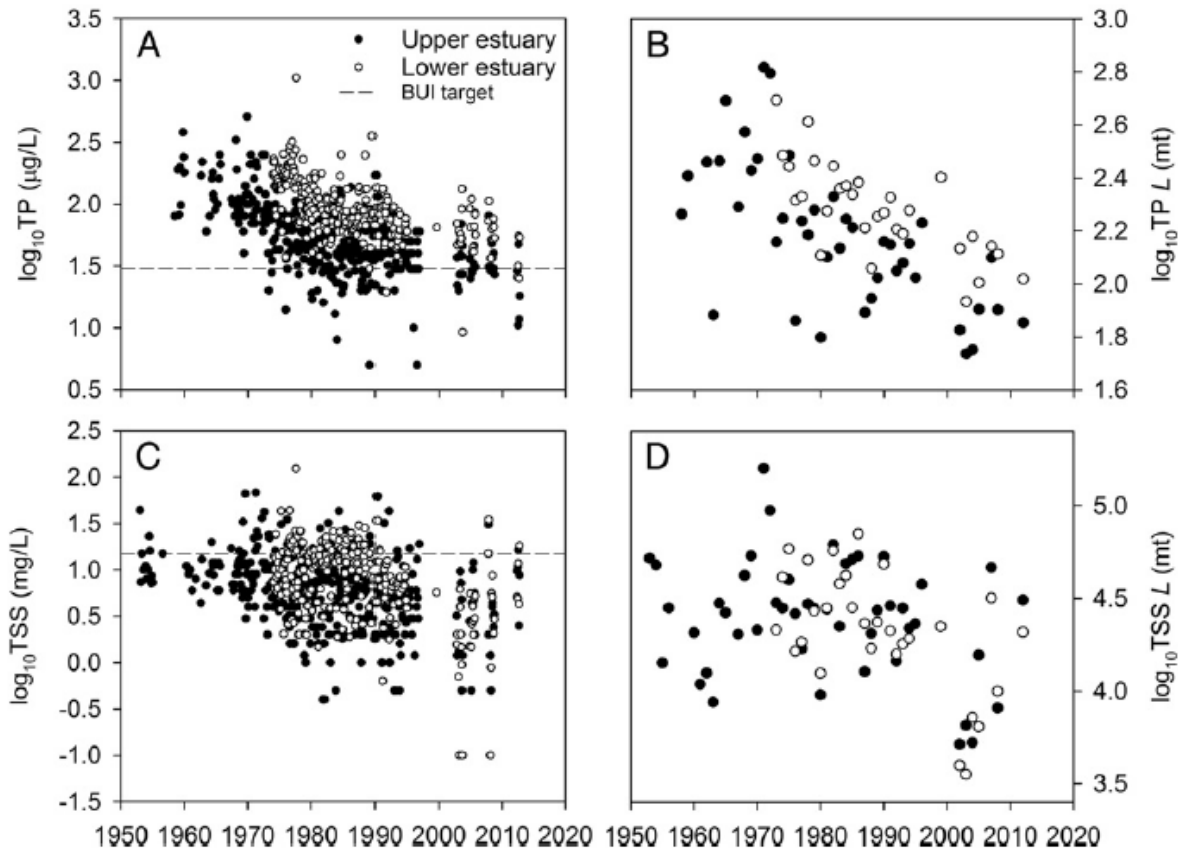 A
Upper estuary
Lower estuary
BUI target
log₁₀TP (µg/L)
3.5
3.0
2.5
2.0
1.5
1.0
0.5
B
3.0
2.8
2.6
2.4
2.2
2.0
1.8
1.6
log₁₀TP L (mt)
C
log₁₀TSS (mg/L)
2.5
2.0
1.5
1.0
0.5
0.0
-0.5
-1.0
-1.5
1950 1960 1970 1980 1990 2000 2010 2020
D
5.0
4.5
4.0
3.5
log₁₀TSS L (mt)
1950 1960 1970 1980 1990 2000 2010 2020